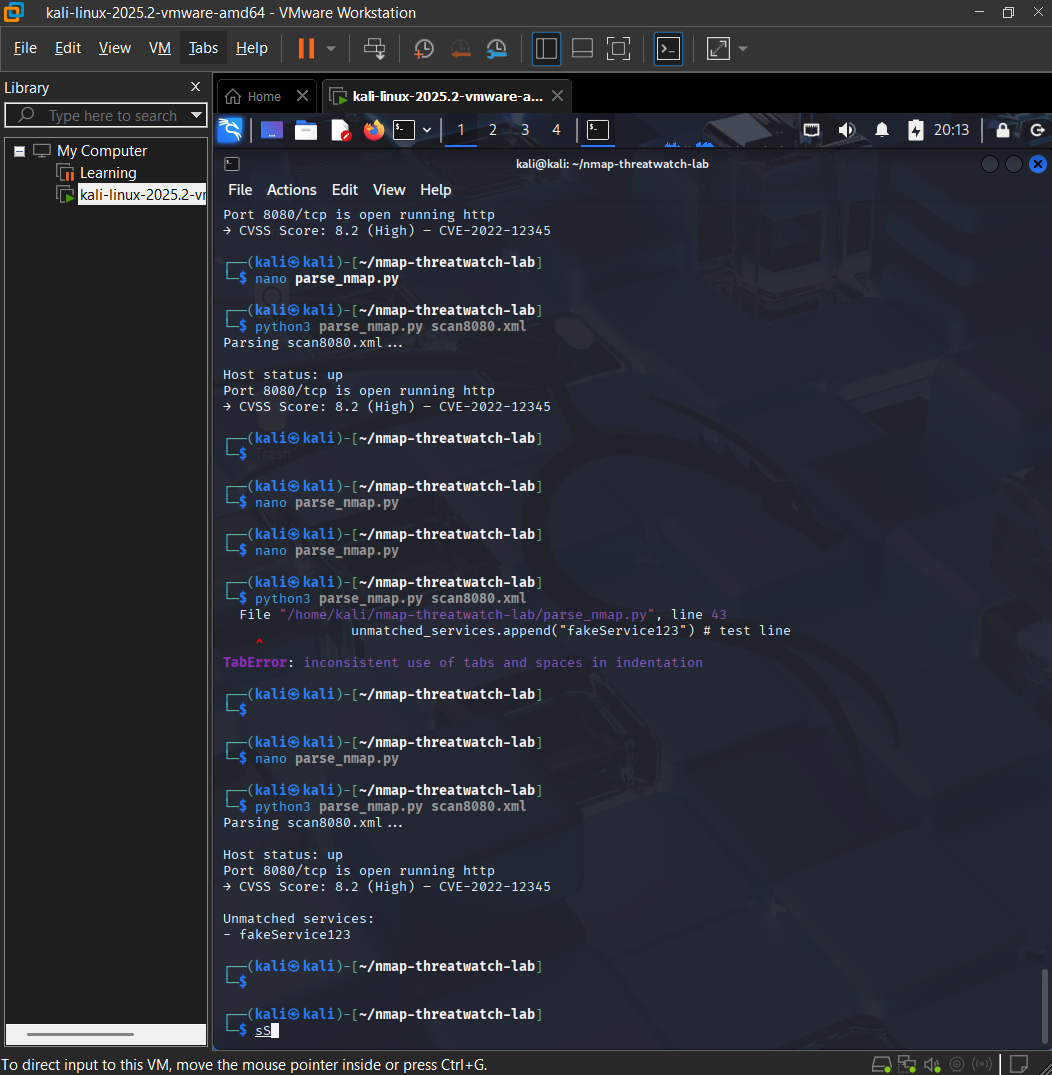 kali-linux-2025.2-vmware-amd64 - VMware Workstation
File Edit View VM Tabs Help
Library
Type here to search
My Computer
Learning
kali-linux-2025.2-vr
Home
kali-linux-2025.2-vmware-a...
1 2 3 4
20:13
kali@kali: ~/nmap-threatwatch-lab
File Actions Edit View Help
Port 8080/tcp is open running http
→ CVSS Score: 8.2 (High) — CVE-2022-12345
┌──(kali㉿kali)-[~/nmap-threatwatch-lab]
└─$ nano parse_nmap.py
┌──(kali㉿kali)-[~/nmap-threatwatch-lab]
└─$ python3 parse_nmap.py scan8080.xml
Parsing scan8080.xml...
Host status: up
Port 8080/tcp is open running http
→ CVSS Score: 8.2 (High) — CVE-2022-12345
┌──(kali㉿kali)-[~/nmap-threatwatch-lab]
└─$ Trash
┌──(kali㉿kali)-[~/nmap-threatwatch-lab]
└─$ nano parse_nmap.py
┌──(kali㉿kali)-[~/nmap-threatwatch-lab]
└─$ nano parse_nmap.py
┌──(kali㉿kali)-[~/nmap-threatwatch-lab]
└─$ python3 parse_nmap.py scan8080.xml
File "/home/kali/nmap-threatwatch-lab/parse_nmap.py", line 43
unmatched_services.append("fakeService123") # test line
^
TabError: inconsistent use of tabs and spaces in indentation
┌──(kali㉿kali)-[~/nmap-threatwatch-lab]
└─$
┌──(kali㉿kali)-[~/nmap-threatwatch-lab]
└─$ nano parse_nmap.py
┌──(kali㉿kali)-[~/nmap-threatwatch-lab]
└─$ python3 parse_nmap.py scan8080.xml
Parsing scan8080.xml...
Host status: up
Port 8080/tcp is open running http
→ CVSS Score: 8.2 (High) — CVE-2022-12345
Unmatched services:
- fakeService123
┌──(kali㉿kali)-[~/nmap-threatwatch-lab]
└─$
┌──(kali㉿kali)-[~/nmap-threatwatch-lab]
└─$ sS
To direct input to this VM, move the mouse pointer inside or press Ctrl+G.